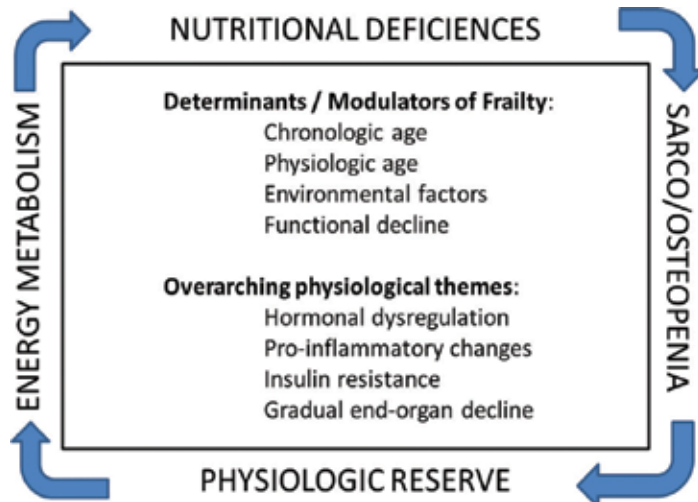 NUTRITIONAL DEFICIENCES
SARCO/OSTEOPENIA
PHYSIOLOGIC RESERVE
ENERGY METABOLISM
Determinants / Modulators of Frailty:
Chronologic age
Physiologic age
Environmental factors
Functional decline
Overarching physiological themes:
Hormonal dysregulation
Pro-inflammatory changes
Insulin resistance
Gradual end-organ decline